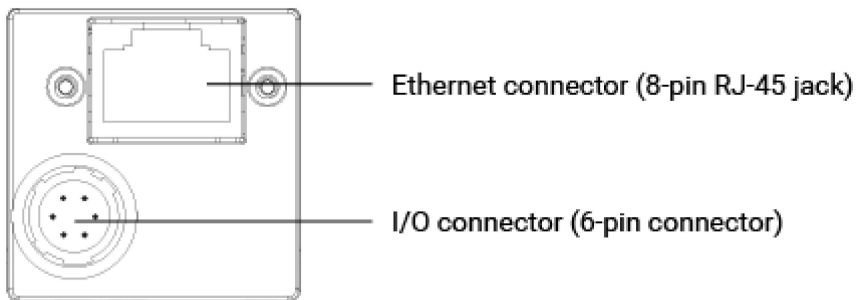 Ethernet connector (8-pin RJ-45 jack)
I/O connector (6-pin connector)